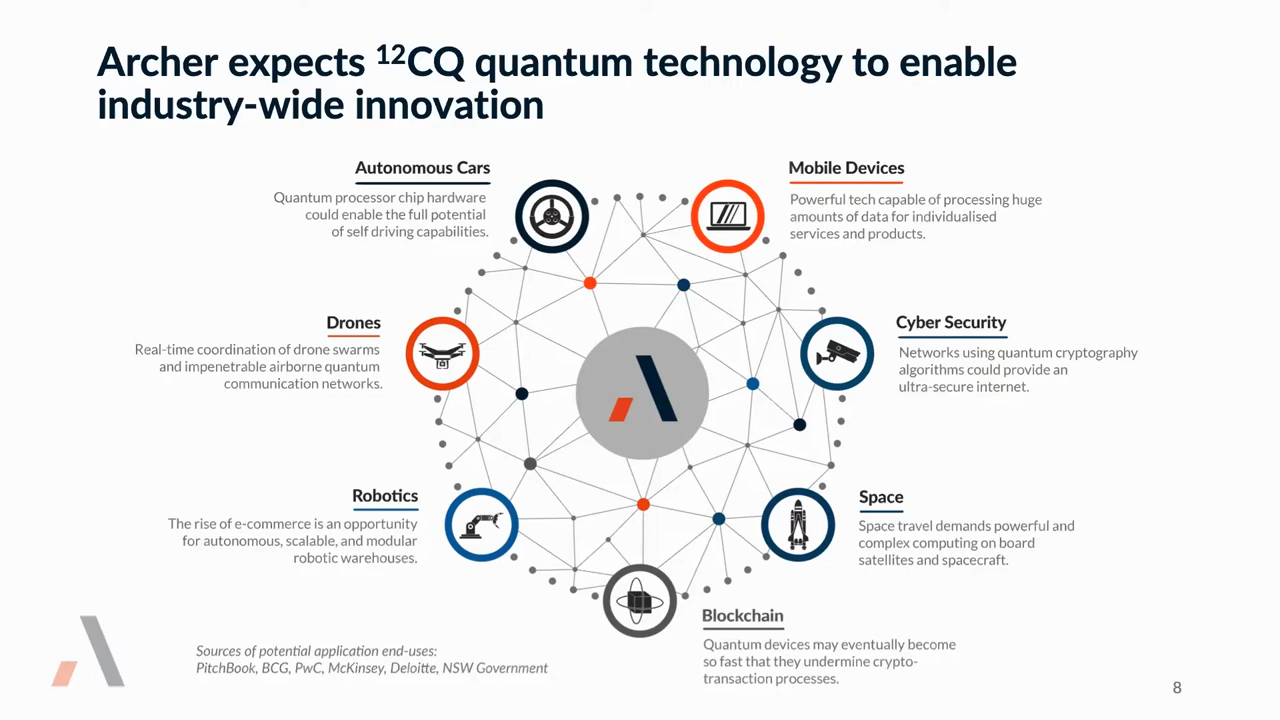 Archer expects ¹²CQ quantum technology to enable
industry-wide innovation
Autonomous Cars
Quantum processor chip hardware
could enable the full potential
of self driving capabilities.
Mobile Devices
Powerful tech capable of processing huge
amounts of data for individualised
services and products.
Drones
Real-time coordination of drone swarms
and impenetrable airborne quantum
communication networks.
Cyber Security
Networks using quantum cryptography
algorithms could provide an
ultra-secure internet.
Robotics
The rise of e-commerce is an opportunity
for autonomous, scalable, and modular
robotic warehouses.
Space
Space travel demands powerful and
complex computing on board
satellites and spacecraft.
Blockchain
Quantum devices may eventually become
so fast that they undermine crypto-
transaction processes.
Sources of potential application end-uses:
PitchBook, BCG, PwC, McKinsey, Deloitte, NSW Government
8